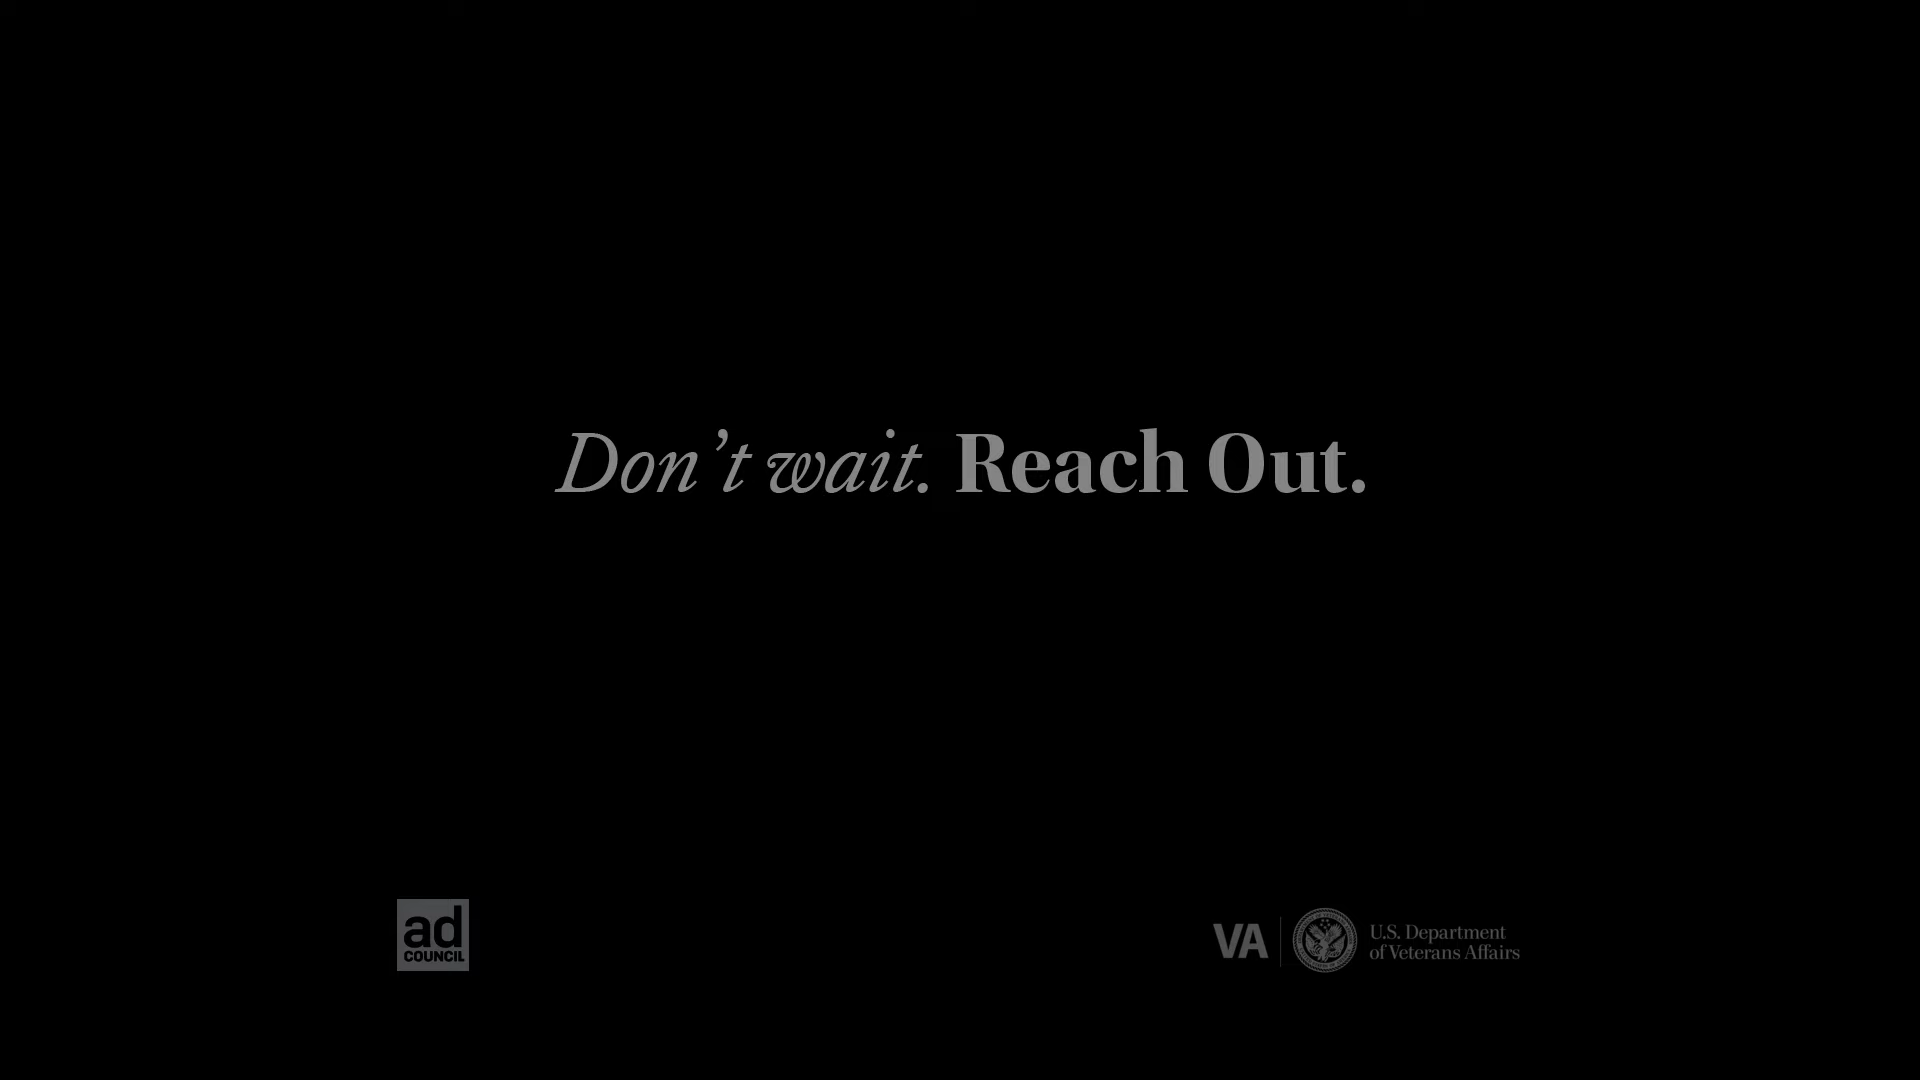 Don’t wait. Reach Out.
ad
COUNCIL
VA
U.S. Department
of Veterans Affairs